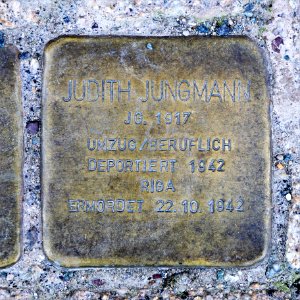 JUDITH JUNGMANN
JG. 1917
UMZUG/BERUFLICH
DEPORTIERT 1942
RIGA
ERMORDET 22.10.1942